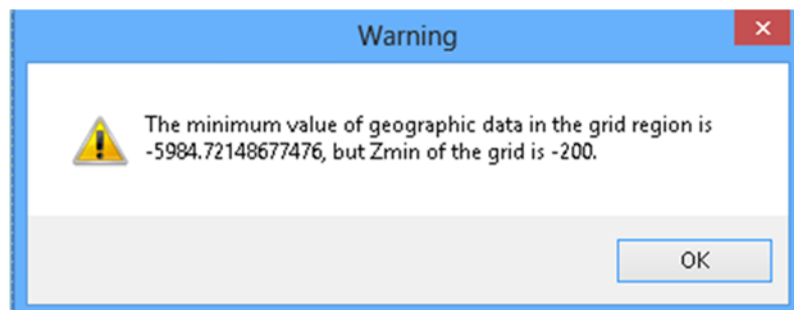 Warning
The minimum value of geographic data in the grid region is
-5984.72148677476, but Zmin of the grid is -200.
OK